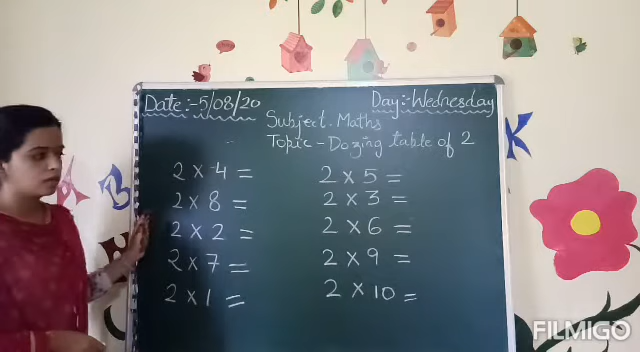 Date:-5/08/20 Day:-Wednesday
Subject-Maths
Topic-Dozing table of 2
2 × 4 = 2 × 5 =
2 × 8 = 2 × 3 =
2 × 2 = 2 × 6 =
2 × 7 = 2 × 9 =
2 × 1 = 2 × 10 =
A
B
K
FILMIGO